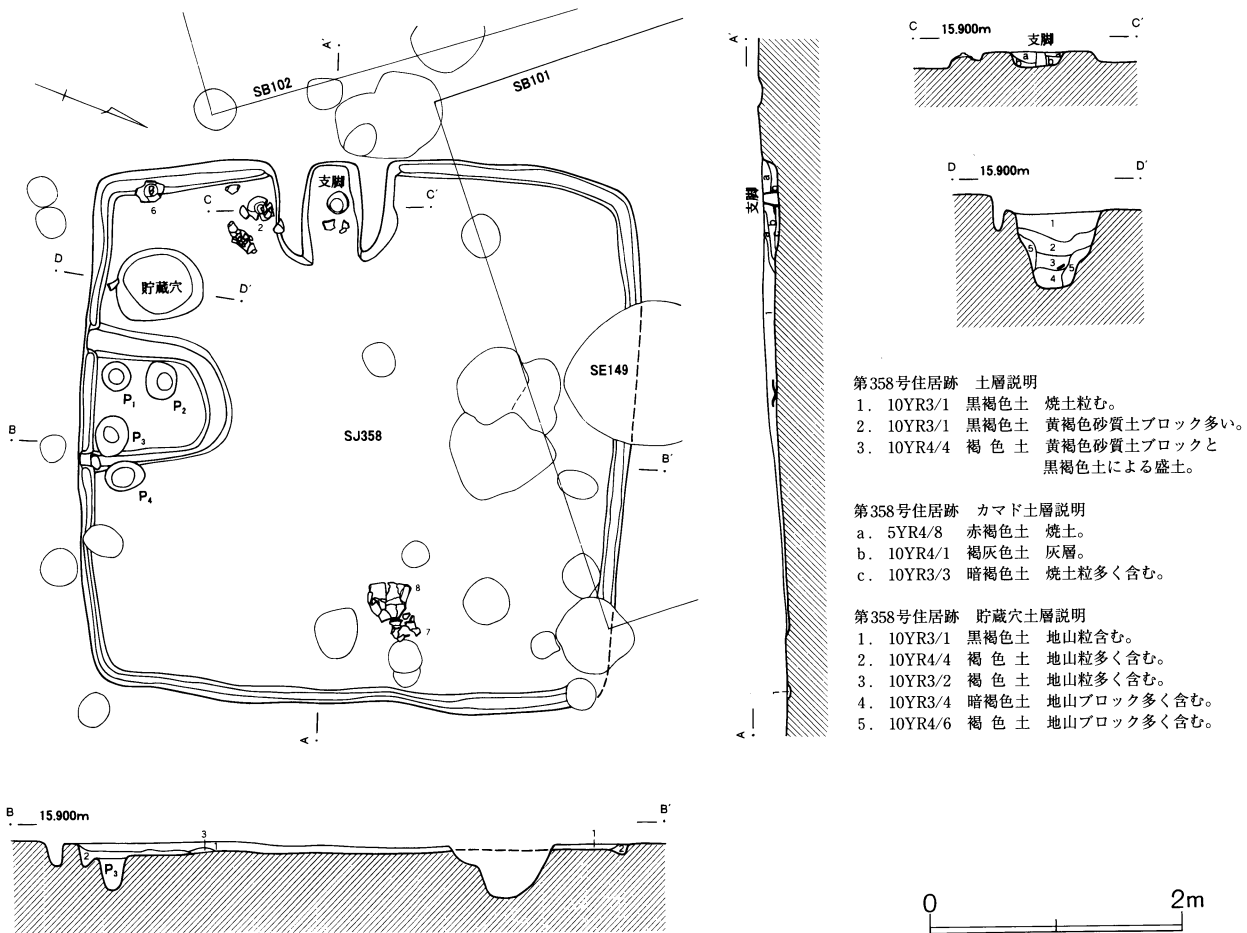 SB102
SB101
A′
支脚
6
C
C′
2
D
D′
貯蔵穴
SE149
P1
P2
P3
P4
B
B′
SJ358
8
7
A
A′
支脚
a
b
1
A
C
15.900m
C′
支脚
a
a
b
b
D
15.900m
D′
1
2
3
4
5
5
第358号住居跡 土層説明
1. 10YR3/1 黒褐色土 焼土粒む。
2. 10YR3/1 黒褐色土 黄褐色砂質土ブロック多い。
3. 10YR4/4 褐色土 黄褐色砂質土ブロックと
黒褐色土による盛土。
第358号住居跡 カマド土層説明
a. 5YR4/8 赤褐色土 焼土。
b. 10YR4/1 褐灰色土 灰層。
c. 10YR3/3 暗褐色土 焼土粒多く含む。
第358号住居跡 貯蔵穴土層説明
1. 10YR3/1 黒褐色土 地山粒含む。
2. 10YR4/4 褐色土 地山粒多く含む。
3. 10YR3/2 褐色土 地山粒多く含む。
4. 10YR3/4 暗褐色土 地山ブロック多く含む。
5. 10YR4/6 褐色土 地山ブロック多く含む。
B
15.900m
B′
3
1
2
P3
2
0
2m